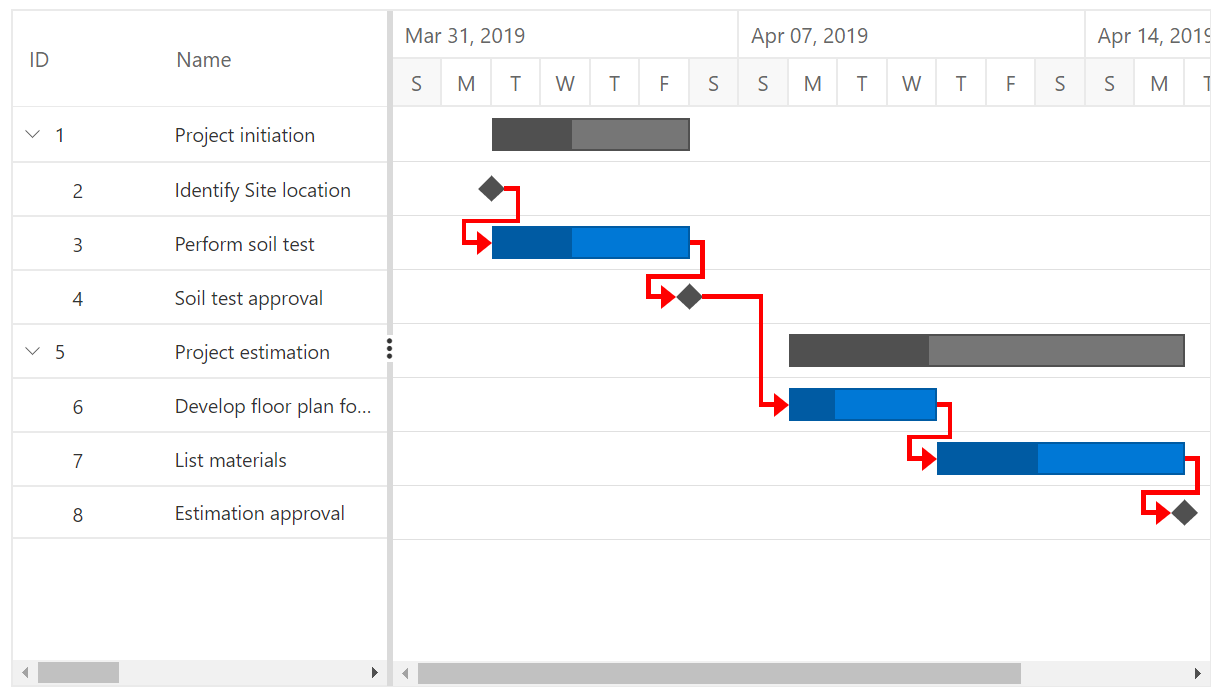 ID Name Mar 31, 2019 Apr 07, 2019 Apr 14, 2019
S M T W T F S S M T W T F S S M T
1 Project initiation
2 Identify Site location
3 Perform soil test
4 Soil test approval
5 Project estimation
6 Develop floor plan fo...
7 List materials
8 Estimation approval